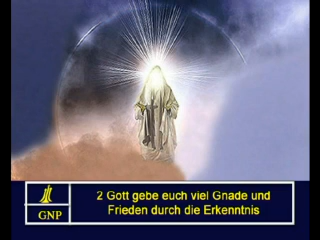 2 Gott gebe euch viel Gnade und
Frieden durch die Erkenntnis
GNP